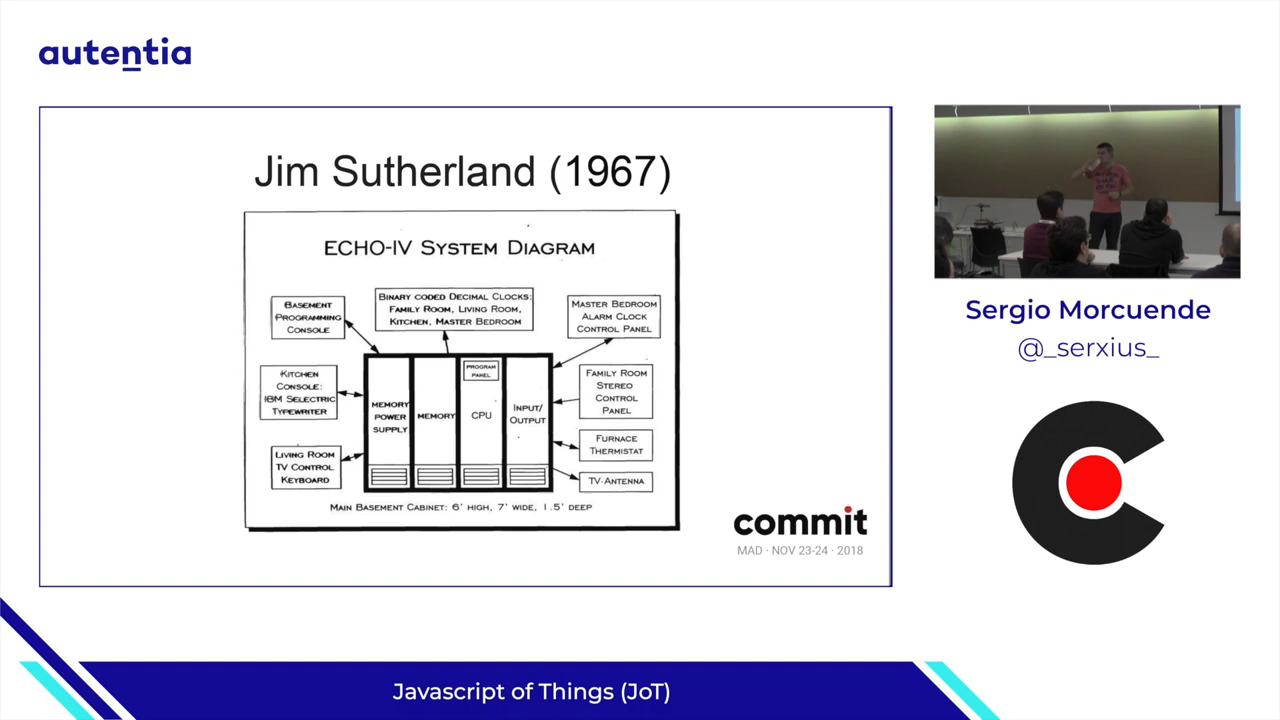 autentia
Jim Sutherland (1967)
ECHO-IV SYSTEM DIAGRAM
BASEMENT
PROGRAMMING
CONSOLE
BINARY CODED DECIMAL CLOCKS:
FAMILY ROOM, LIVING ROOM,
KITCHEN, MASTER BEDROOM
MASTER BEDROOM
ALARM CLOCK
CONTROL PANEL
KITCHEN
CONSOLE:
IBM SELECTRIC
TYPEWRITER
MEMORY
POWER
SUPPLY
MEMORY
PROGRAM
PANEL
CPU
INPUT/
OUTPUT
FAMILY ROOM
STEREO
CONTROL
PANEL
FURNACE
THERMISTAT
LIVING ROOM
TV CONTROL
KEYBOARD
TV-ANTENNA
MAIN BASEMENT CABINET: 6' HIGH, 7' WIDE, 1.5' DEEP
commit
MAD · NOV 23-24 · 2018
Sergio Morcuende
@_serxius_
Javascript of Things (JoT)